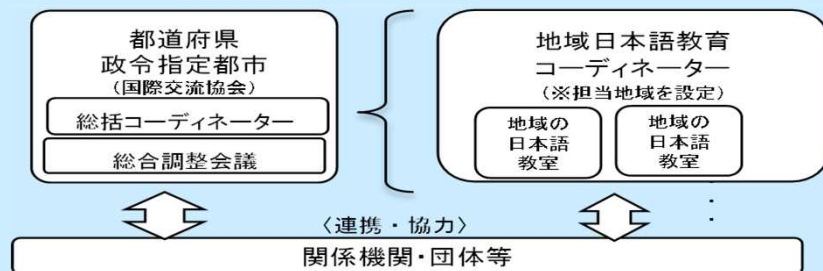 都道府県
政令指定都市
(国際交流協会)
総括コーディネーター
総合調整会議
地域日本語教育
コーディネーター
(※担当地域を設定)
地域の
日本語
教室
地域の
日本語
教室
〈連携・協力〉
関係機関・団体等